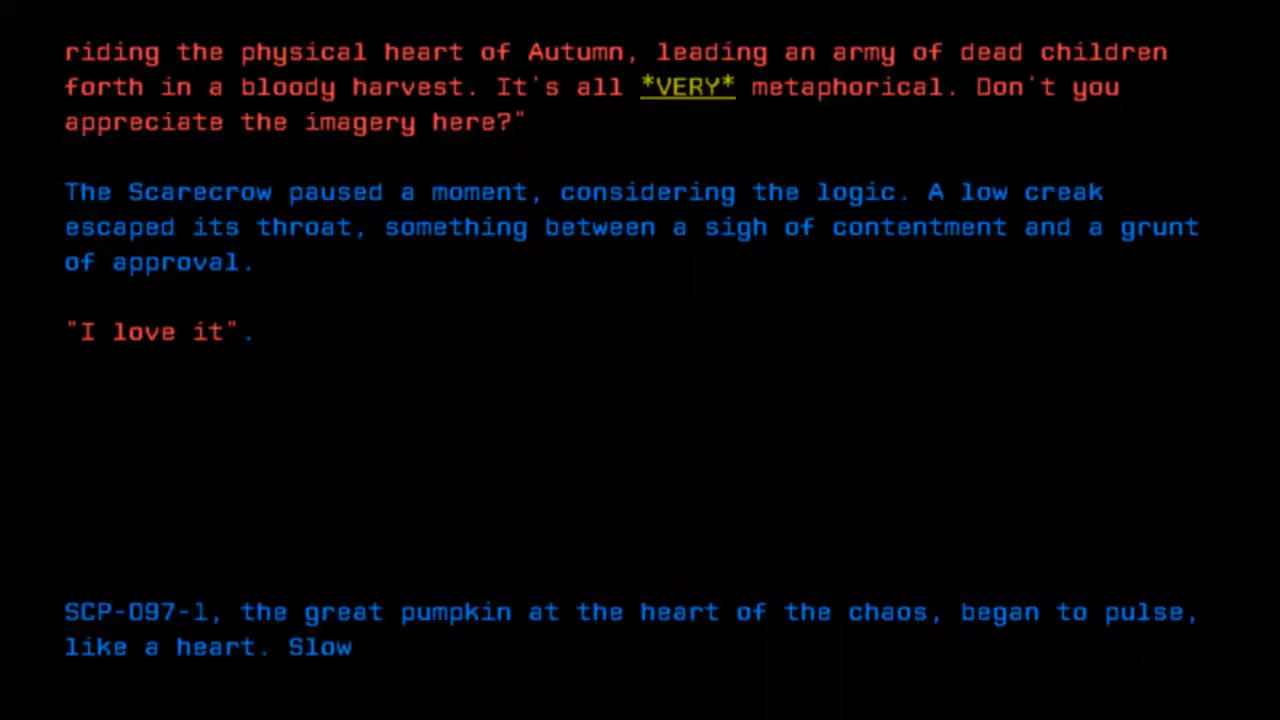 riding the physical heart of Autumn, leading an army of dead children
forth in a bloody harvest. It's all *VERY* metaphorical. Don't you
appreciate the imagery here?"
The Scarecrow paused a moment, considering the logic. A low creak
escaped its throat, something between a sigh of contentment and a grunt
of approval.
"I love it".
SCP-097-1, the great pumpkin at the heart of the chaos, began to pulse,
like a heart. Slow